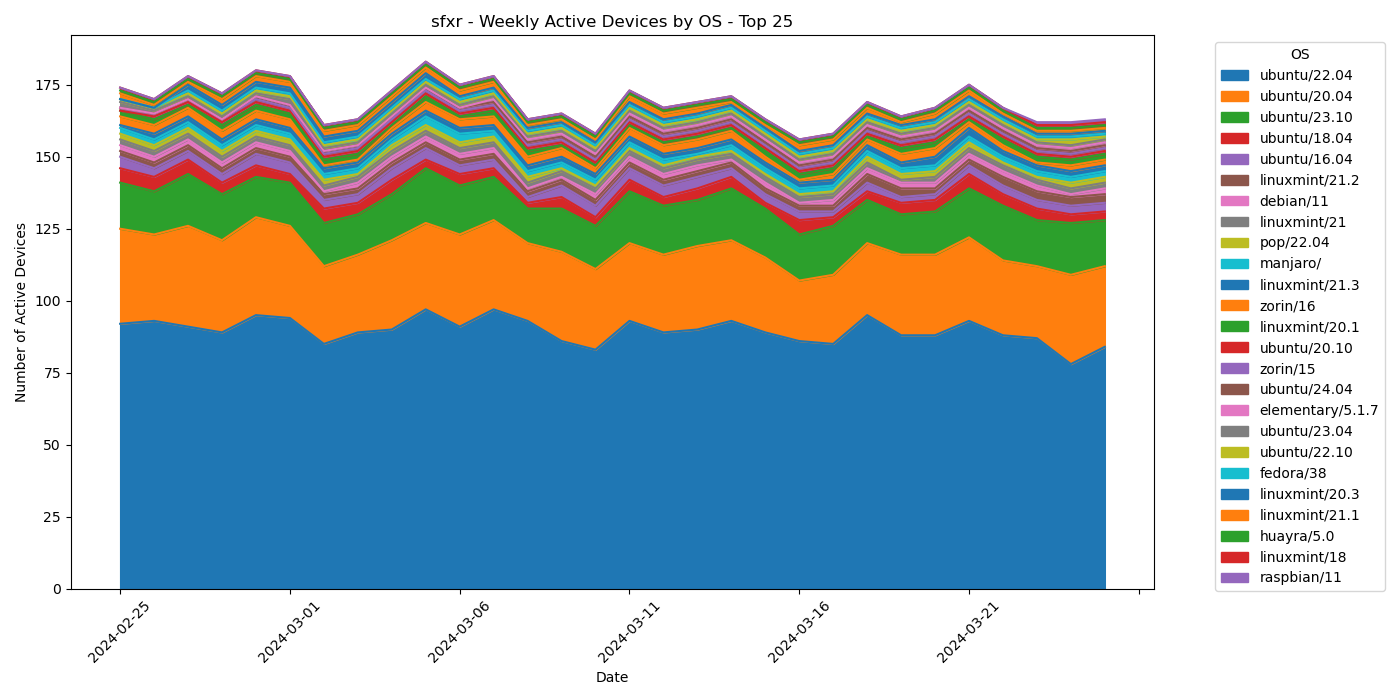 sfxr - Weekly Active Devices by OS - Top 25
Number of Active Devices
175
150
125
100
75
50
25
0
2024-02-25
2024-03-01
2024-03-06
2024-03-11
2024-03-16
2024-03-21
Date
OS
ubuntu/22.04
ubuntu/20.04
ubuntu/23.10
ubuntu/18.04
ubuntu/16.04
linuxmint/21.2
debian/11
linuxmint/21
pop/22.04
manjaro/
linuxmint/21.3
zorin/16
linuxmint/20.1
ubuntu/20.10
zorin/15
ubuntu/24.04
elementary/5.1.7
ubuntu/23.04
ubuntu/22.10
fedora/38
linuxmint/20.3
linuxmint/21.1
huayra/5.0
linuxmint/18
raspbian/11